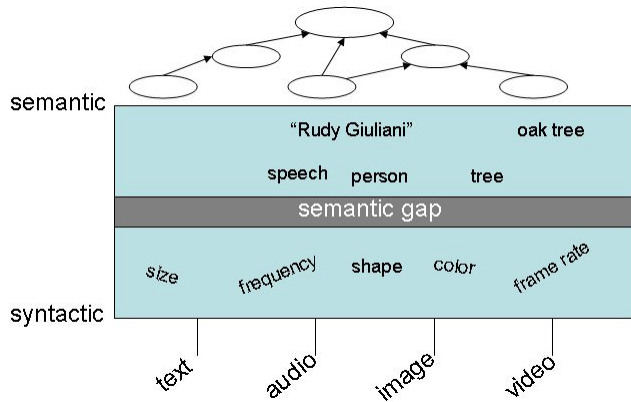 semantic
“Rudy Giuliani” oak tree
speech person tree
semantic gap
size frequency shape color frame rate
syntactic
text audio image video